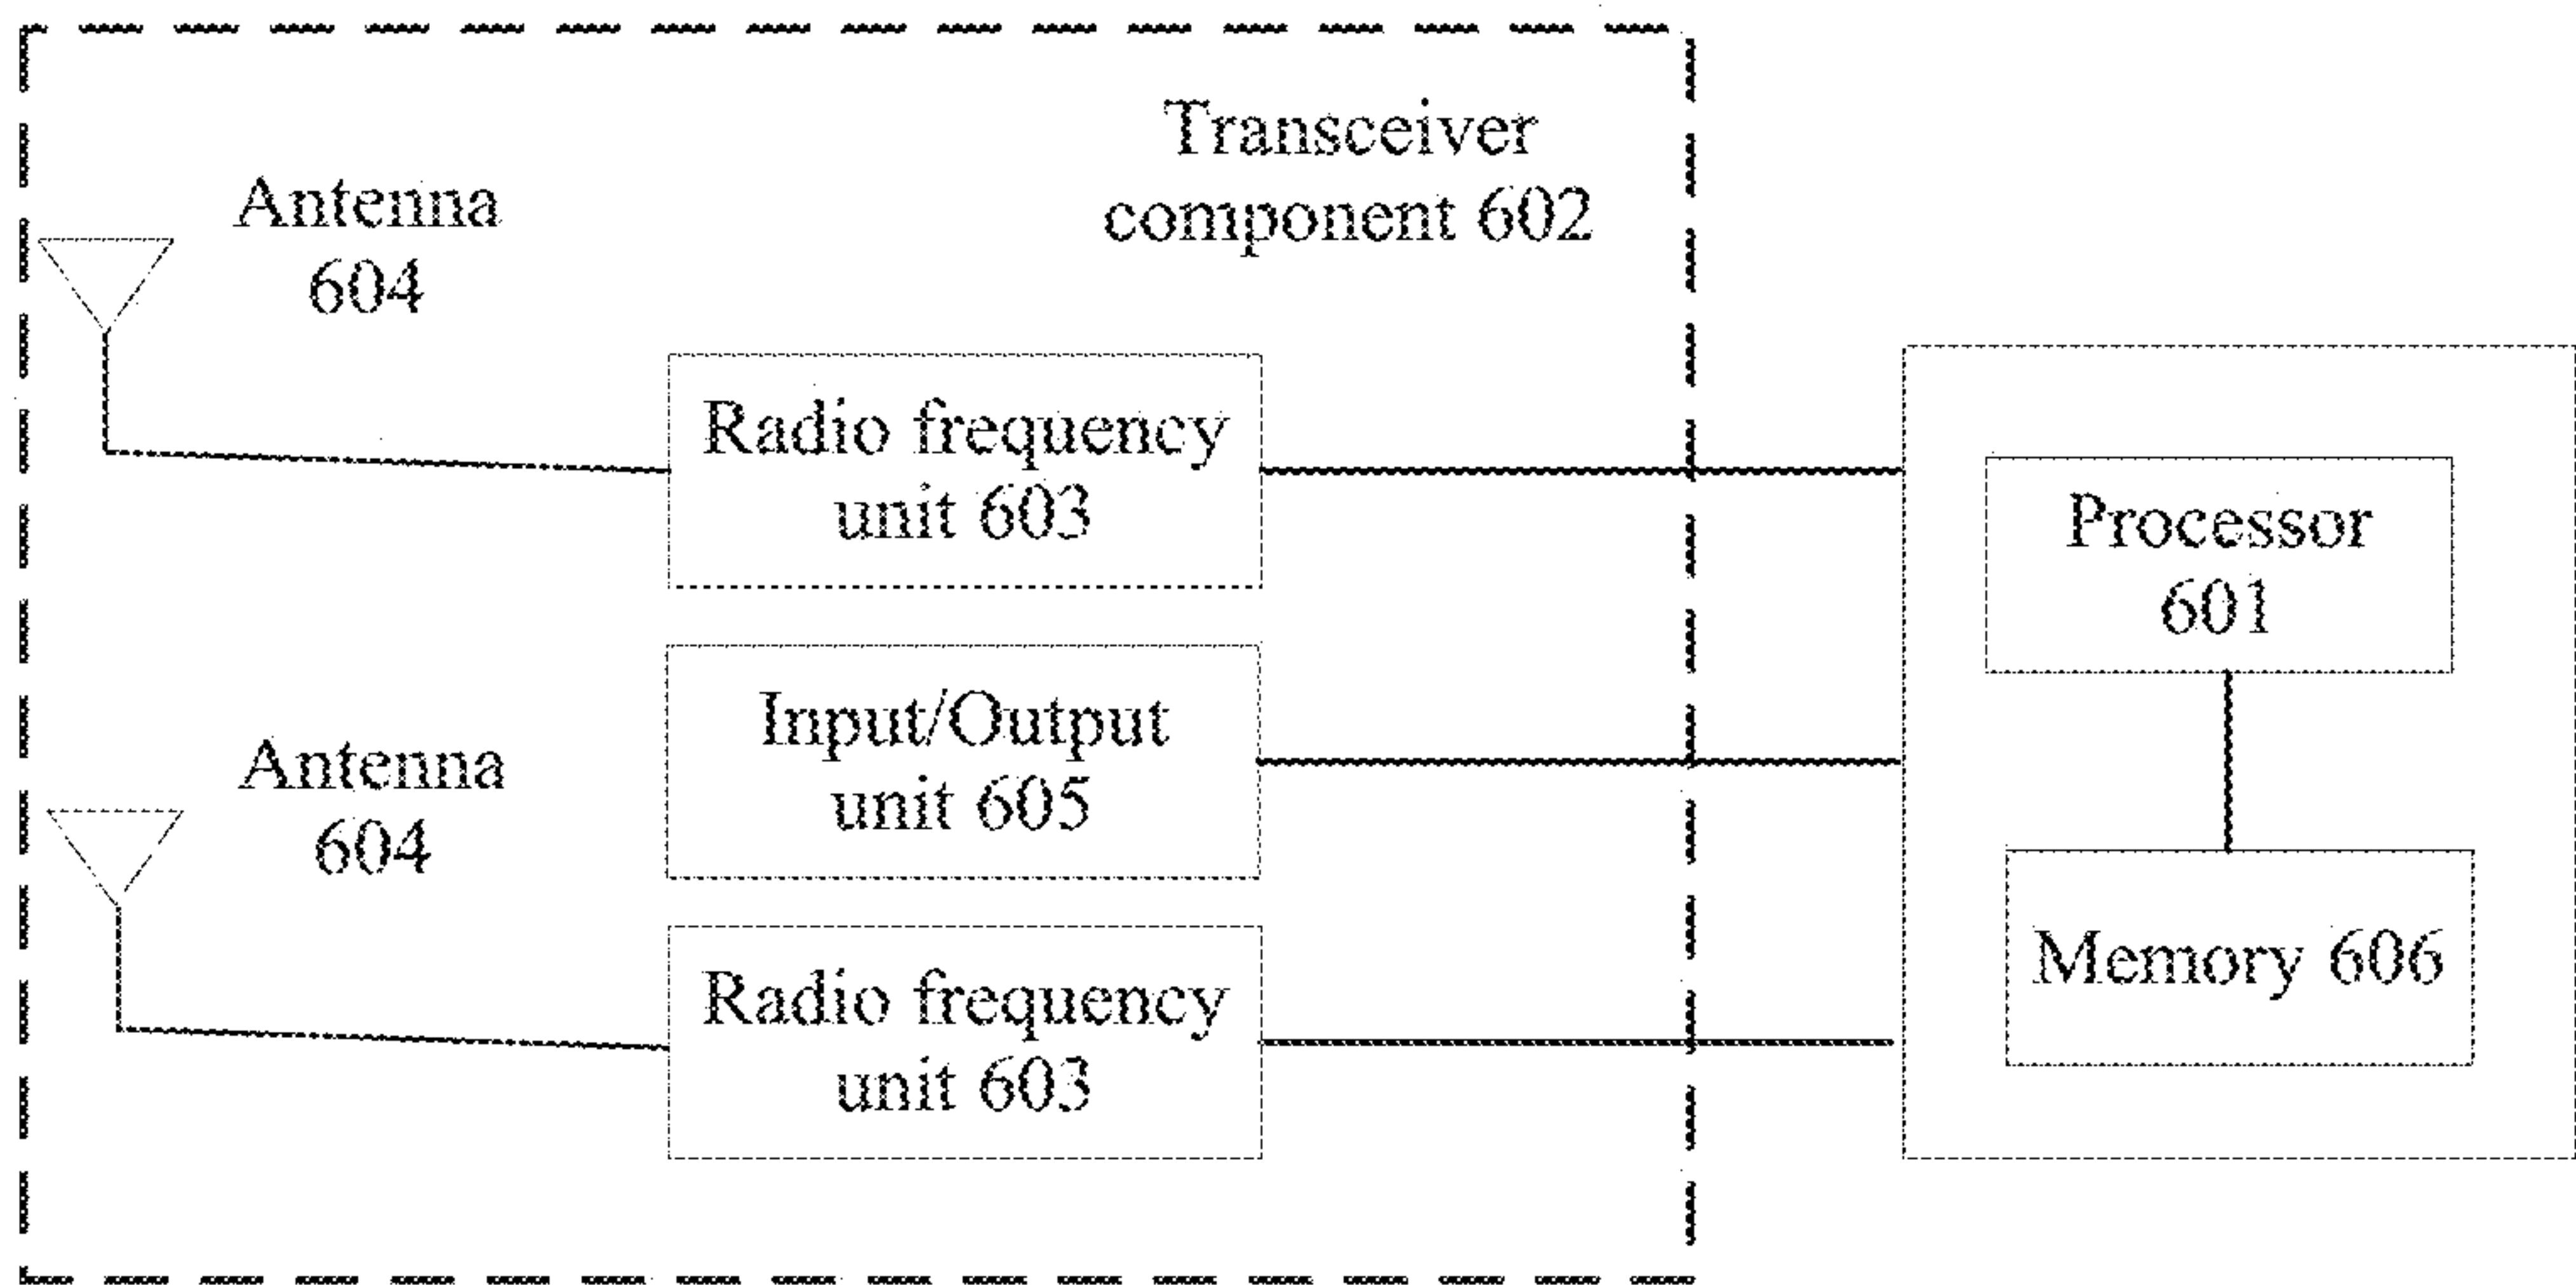 Transceiver
component 602
Antenna
604
Radio frequency
unit 603
Processor
601
Input/Output
unit 605
Antenna
604
Memory 606
Radio frequency
unit 603